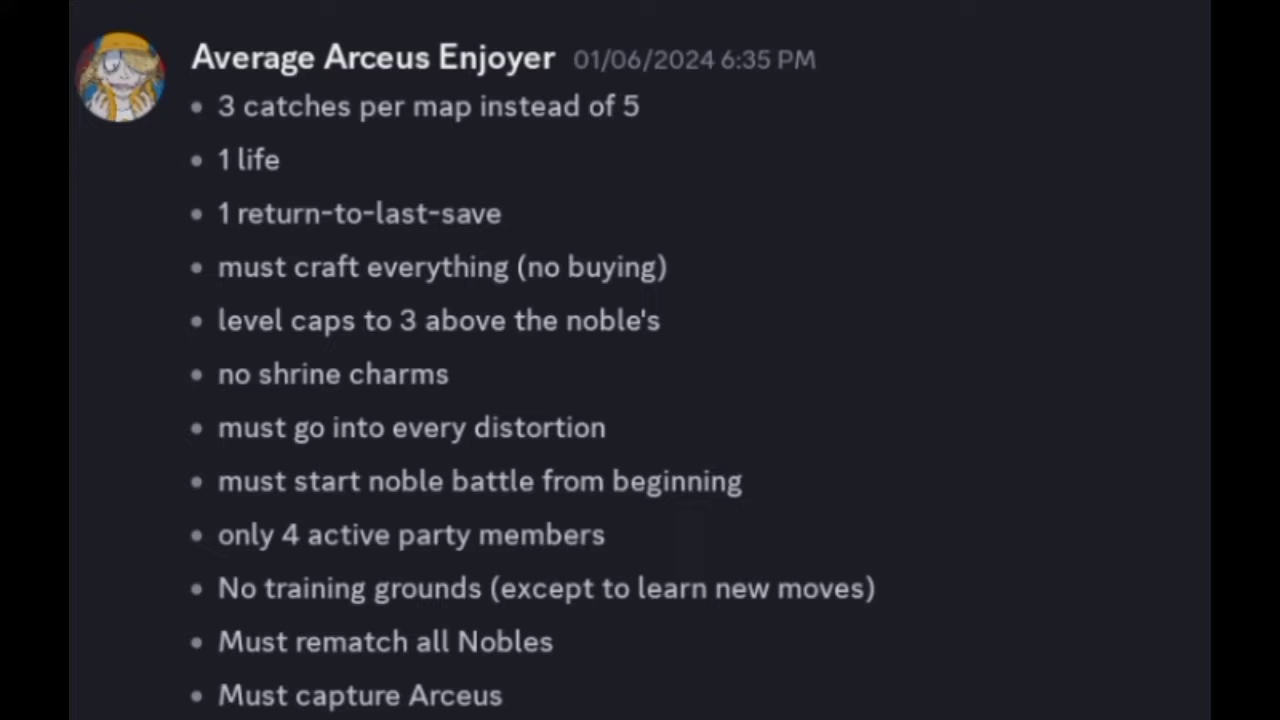 Average Arceus Enjoyer 01/06/2024 6:35 PM
• 3 catches per map instead of 5
• 1 life
• 1 return-to-last-save
• must craft everything (no buying)
• level caps to 3 above the noble's
• no shrine charms
• must go into every distortion
• must start noble battle from beginning
• only 4 active party members
• No training grounds (except to learn new moves)
• Must rematch all Nobles
• Must capture Arceus